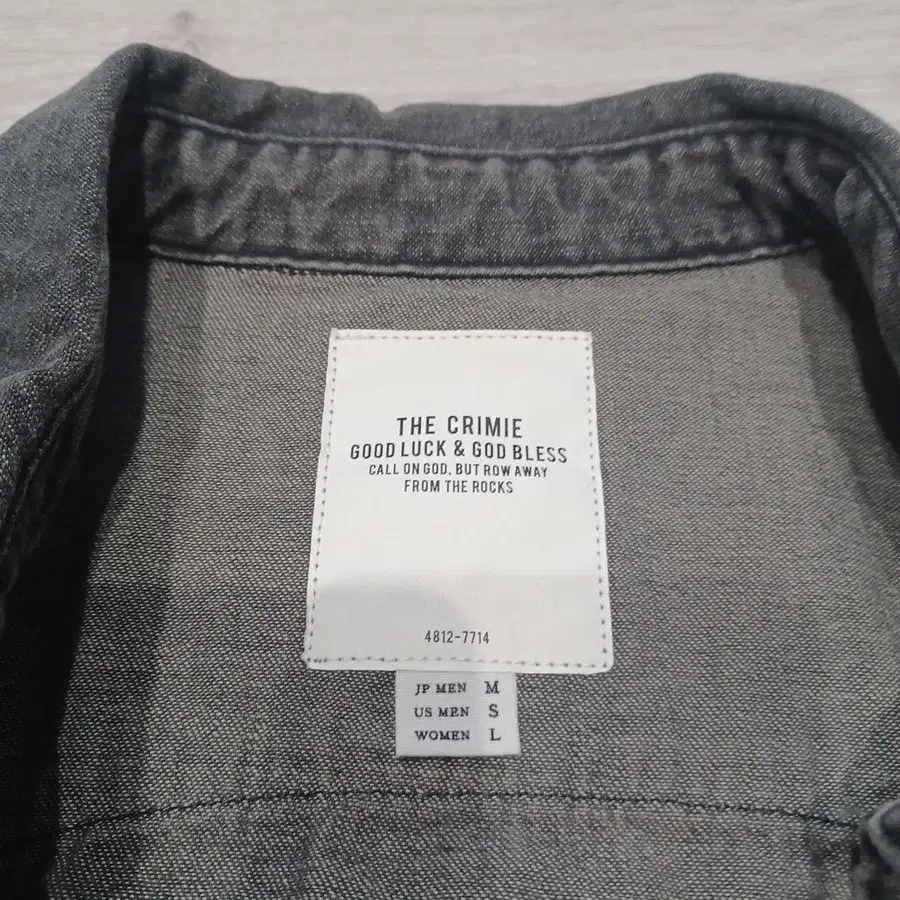 THE CRIMIE
GOOD LUCK & GOD BLESS
CALL ON GOD, BUT ROW AWAY
FROM THE ROCKS
4812-7714
JP MEN M
US MEN S
WOMEN L